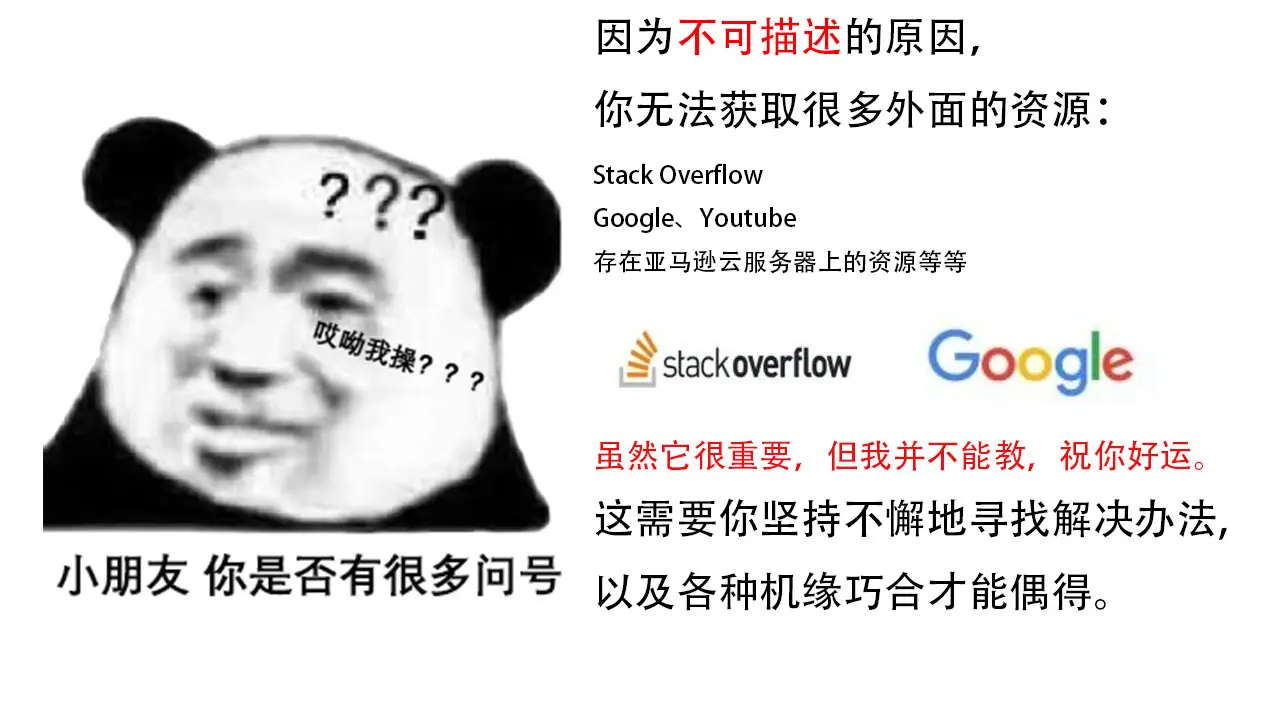 因为不可描述的原因,
你无法获取很多外面的资源：
Stack Overflow
Google、Youtube
存在亚马逊云服务器上的资源等等
stackoverflow
Google
虽然它很重要，但我并不能教，祝你好运。
这需要你坚持不懈地寻找解决办法,
以及各种机缘巧合才能偶得。
???
哎呦我操？？？
小朋友 你是否有很多问号